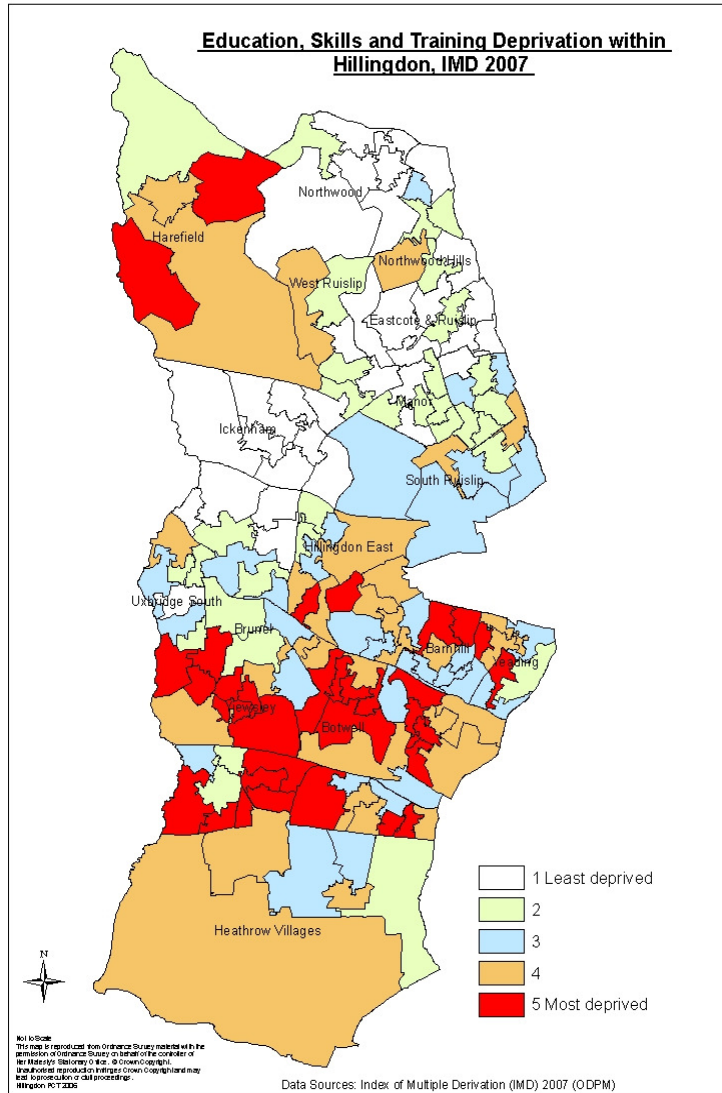 Education, Skills and Training Deprivation within
Hillingdon, IMD 2007
Northwood
Harefield
Northwood Hills
West Ruislip
Eastcote & Ruislip
Manor
Ickenham
South Ruislip
Hillingdon East
Uxbridge South
Brunel
Barnhill
Yeading
Botwell
1 Least deprived
2
3
4
5 Most deprived
Heathrow Villages
N
Not to Scale
This map is reproduced from Ordnance Survey material with the
permission of Ordnance Survey on behalf of the controller of
Her Majesty's Stationary Office. © Crown Copyright.
Unauthorised reproduction infringes Crown Copyright and may
lead to prosecution or civil proceedings.
Hillingdon PCT 2006
Data Sources: Index of Multiple Derivation (IMD) 2007 (ODPM)